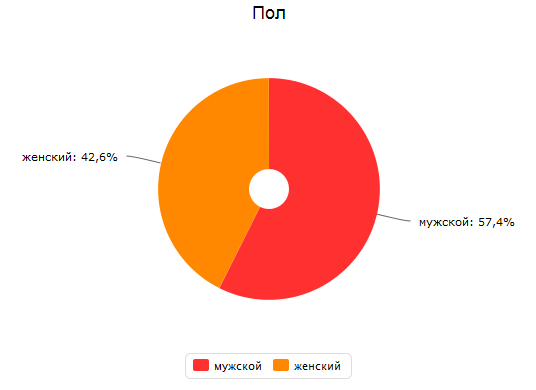 Пол
женский: 42,6%
мужской: 57,4%
мужской женский